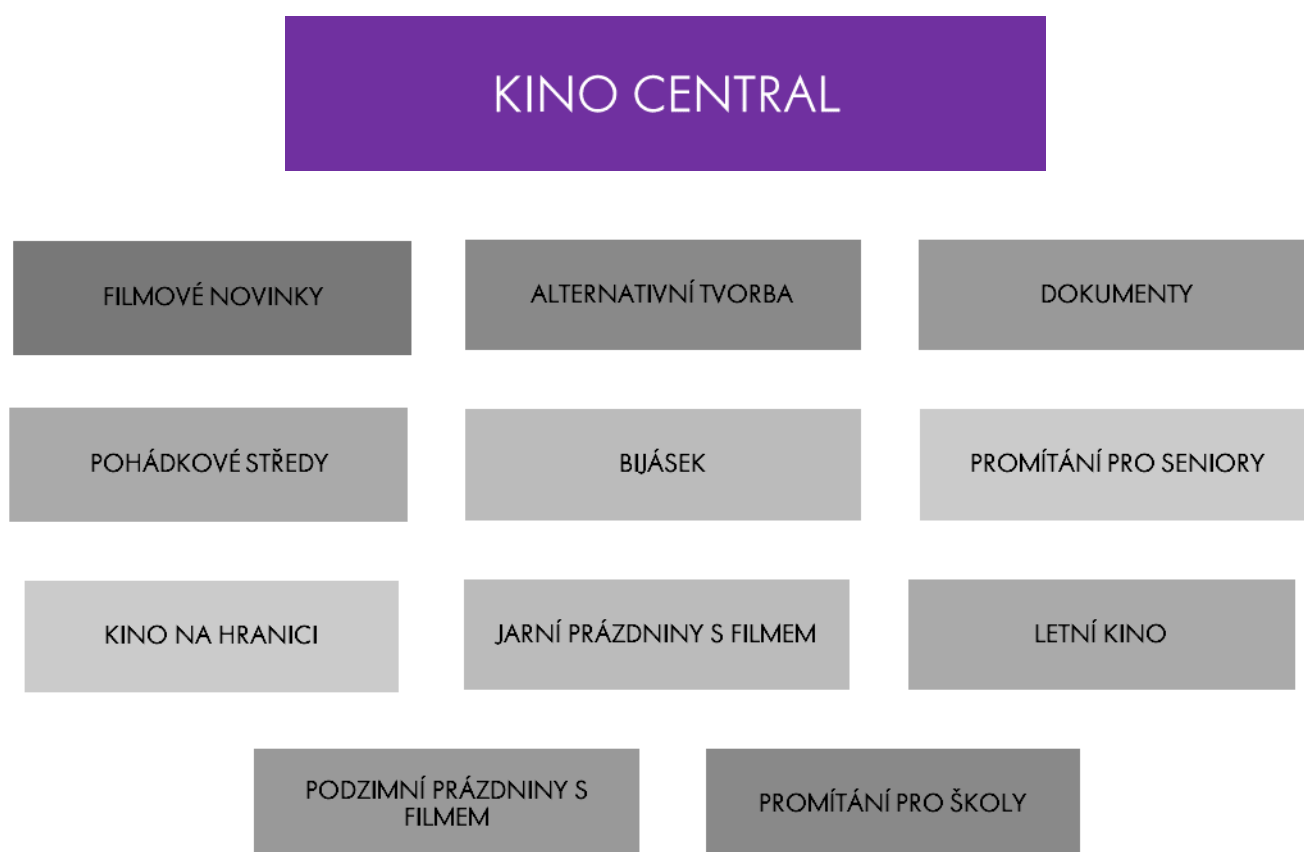 KINO CENTRAL
FILMOVÉ NOVINKY
ALTERNATIVNÍ TVORBA
DOKUMENTY
POHÁDKOVÉ STŘEDY
BIJÁSEK
PROMÍTÁNÍ PRO SENIORY
KINO NA HRANICI
JARNÍ PRÁZDNINY S FILMEM
LETNÍ KINO
PODZIMNÍ PRÁZDNINY S
FILMEM
PROMÍTÁNÍ PRO ŠKOLY